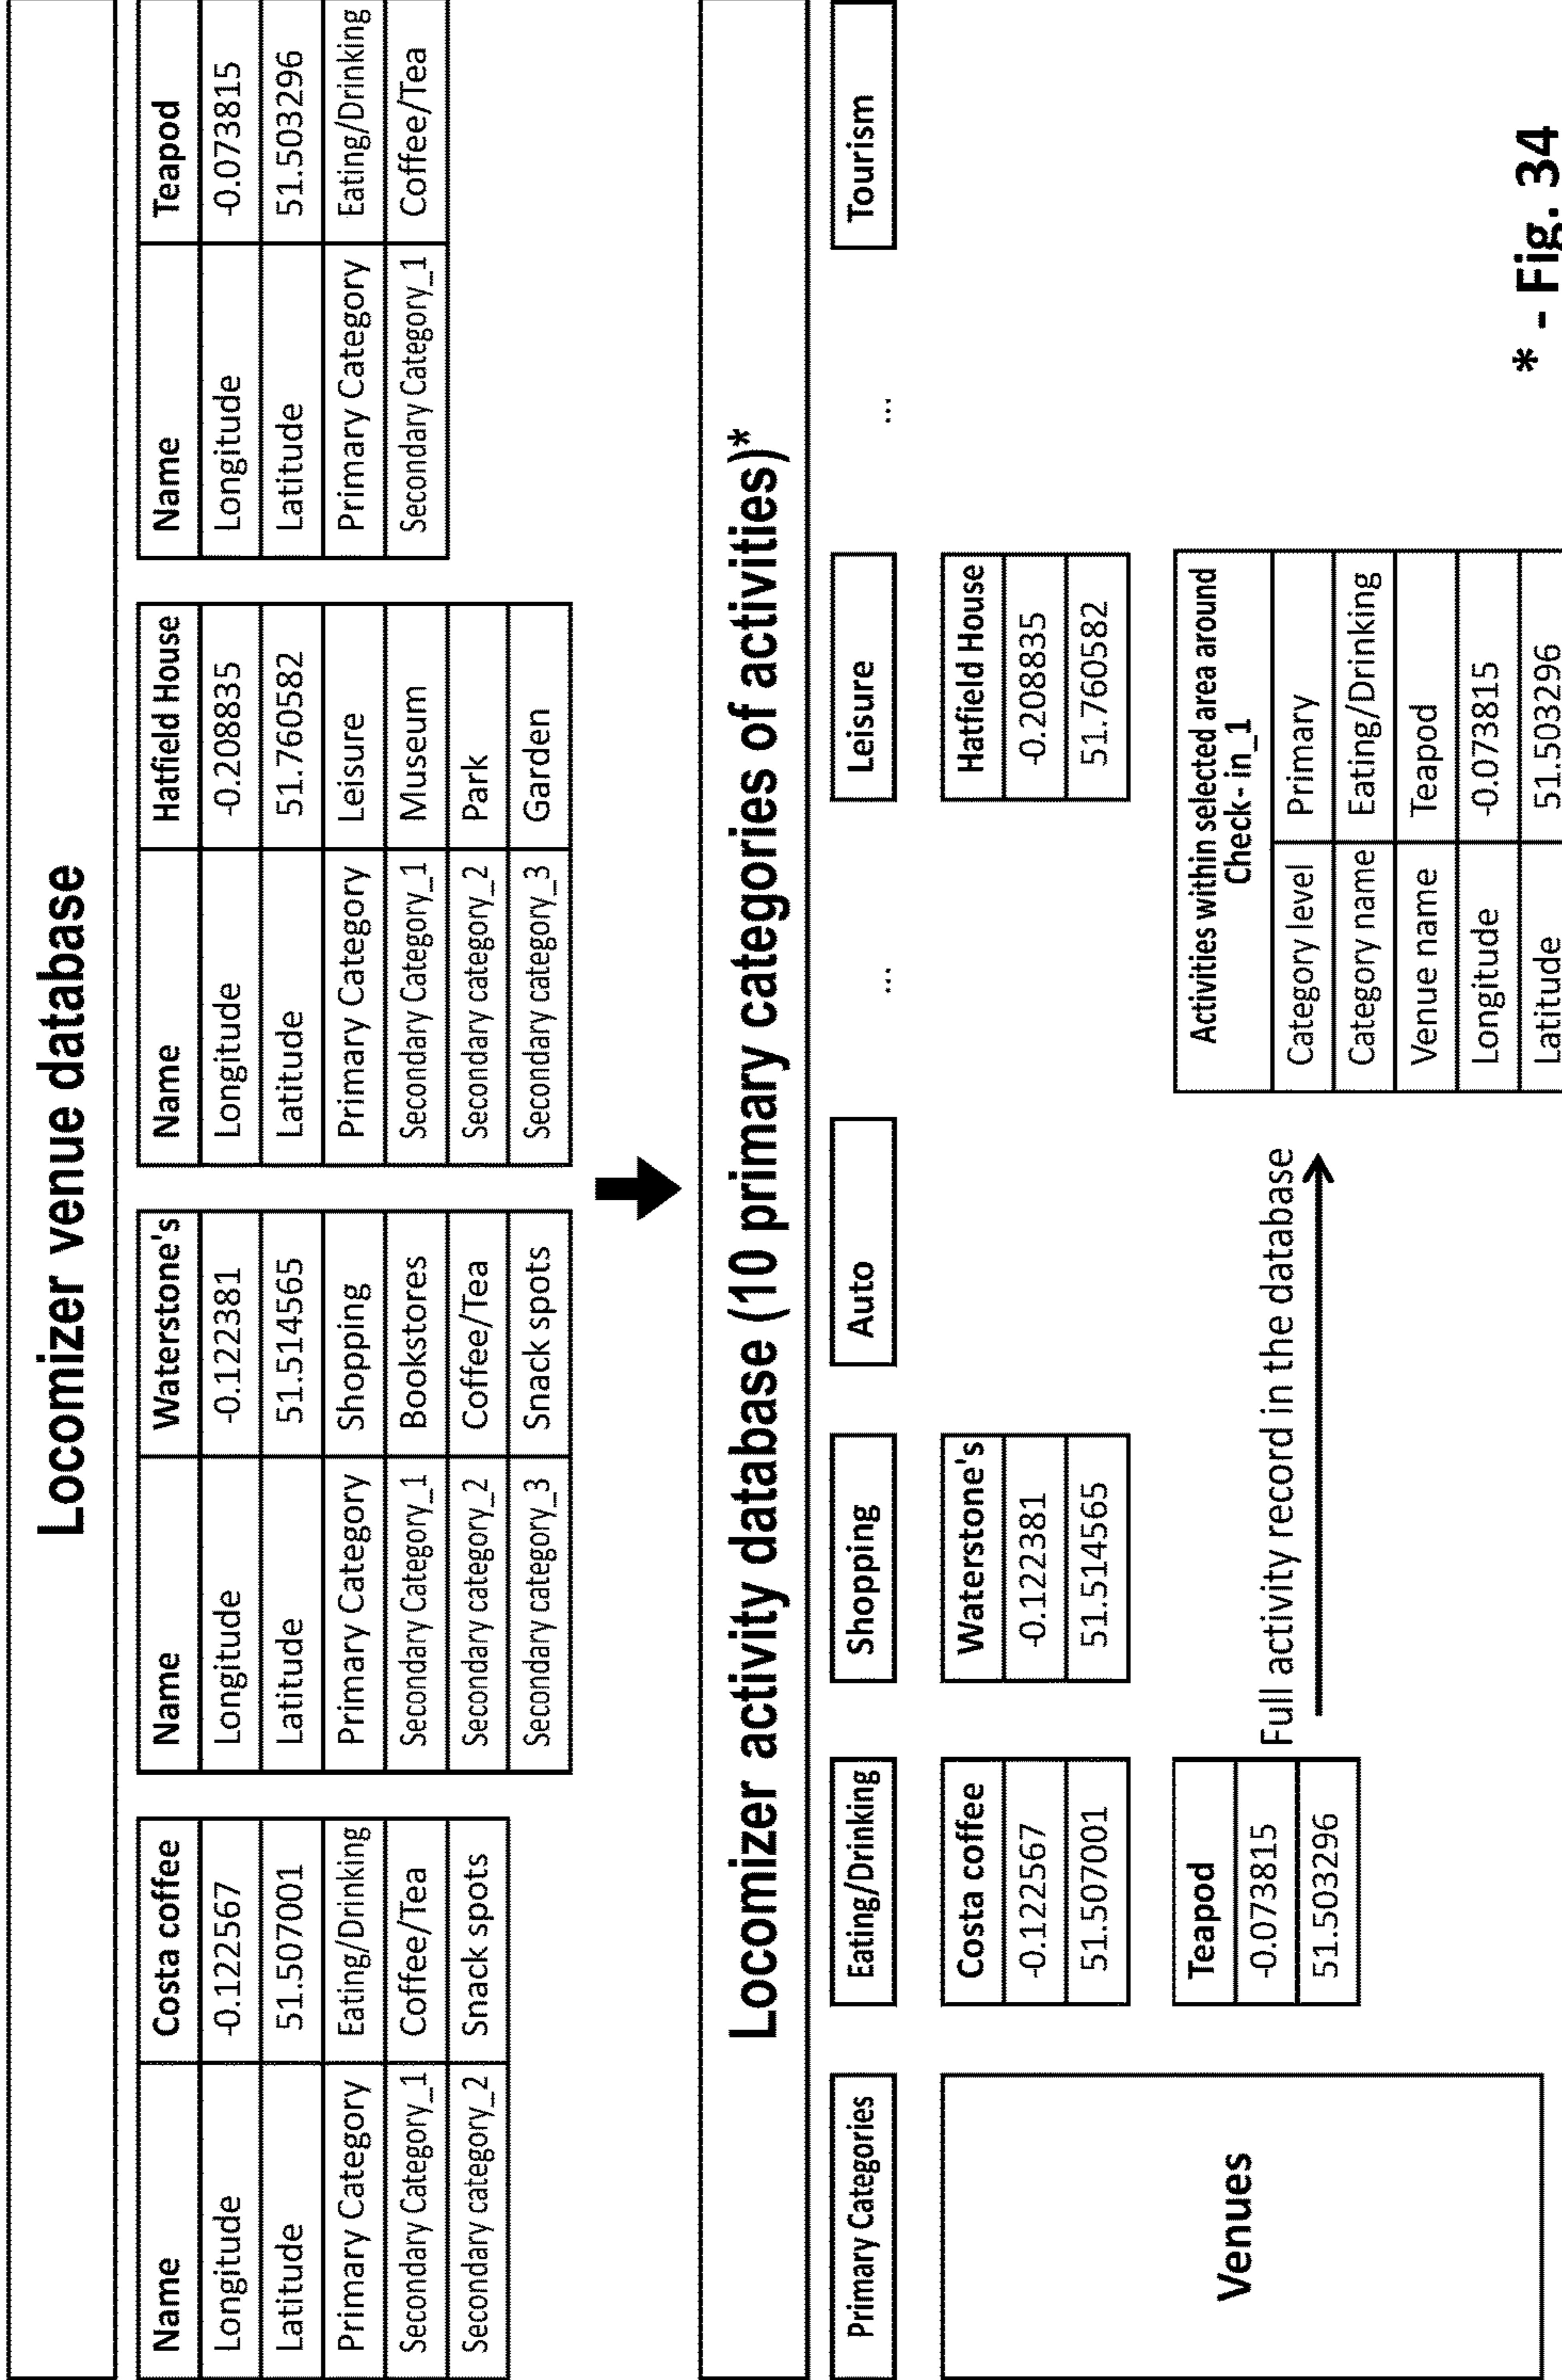 Locomizer venue database
Name Costa coffee
Longitude -0.122567
Latitude 51.507001
Primary Category Eating/Drinking
Secondary Category_1 Coffee/Tea
Secondary category_2 Snack spots
Name Waterstone's
Longitude -0.122381
Latitude 51.514565
Primary Category Shopping
Secondary Category_1 Bookstores
Secondary category_2 Coffee/Tea
Secondary category_3 Snack spots
Name Hatfield House
Longitude -0.208835
Latitude 51.760582
Primary Category Leisure
Secondary Category_1 Museum
Secondary category_2 Park
Secondary category_3 Garden
Name Teapod
Longitude -0.073815
Latitude 51.503296
Primary Category Eating/Drinking
Secondary Category_1 Coffee/Tea
Locomizer activity database (10 primary categories of activities)*
Primary Categories Eating/Drinking Shopping Auto ... Leisure ... Tourism
Venues
Costa coffee
-0.122567
51.507001
Teapod
-0.073815
51.503296
Waterstone's
-0.122381
51.514565
Hatfield House
-0.208835
51.760582
Full activity record in the database
Activities within selected area around
Check - in_1
Category level Primary
Category name Eating/Drinking
Venue name Teapod
Longitude -0.073815
Latitude 51.503296
* - Fig. 34